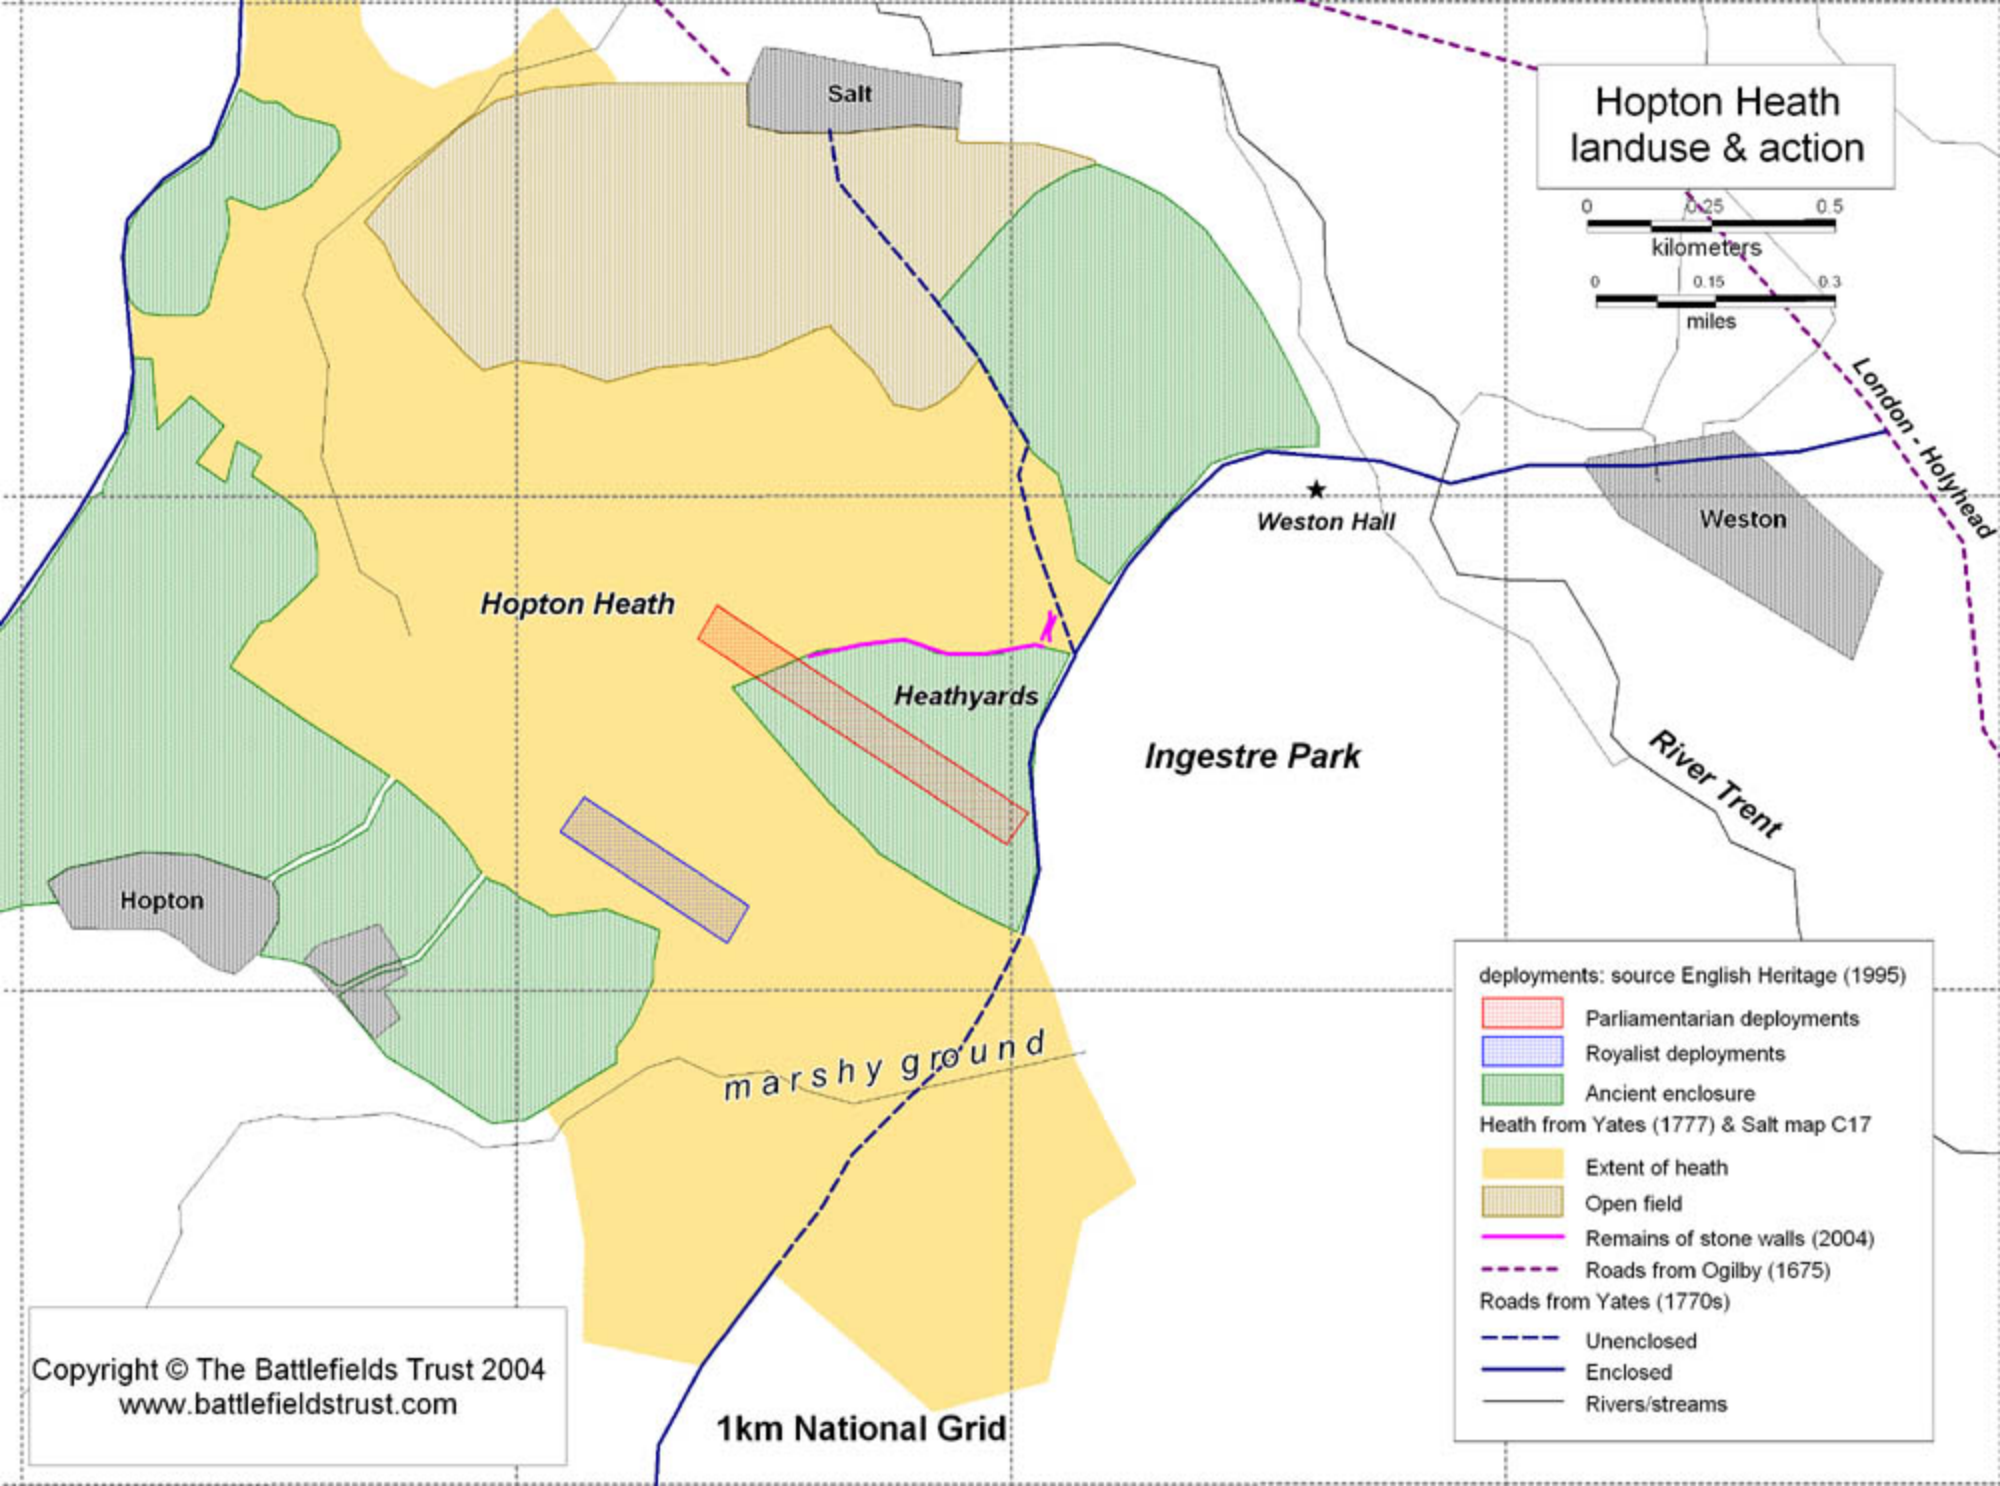 Salt
Hopton Heath
landuse & action
0 0.25 0.5
kilometers
0 0.15 0.3
miles
London - Holyhead
Weston Hall
Weston
Hopton Heath
Heathyards
Ingestre Park
River Trent
Hopton
marshy ground
deployments: source English Heritage (1995)
Parliamentarian deployments
Royalist deployments
Ancient enclosure
Heath from Yates (1777) & Salt map C17
Extent of heath
Open field
Remains of stone walls (2004)
Roads from Ogilby (1675)
Roads from Yates (1770s)
Unenclosed
Enclosed
Rivers/streams
Copyright © The Battlefields Trust 2004
www.battlefieldstrust.com
1km National Grid